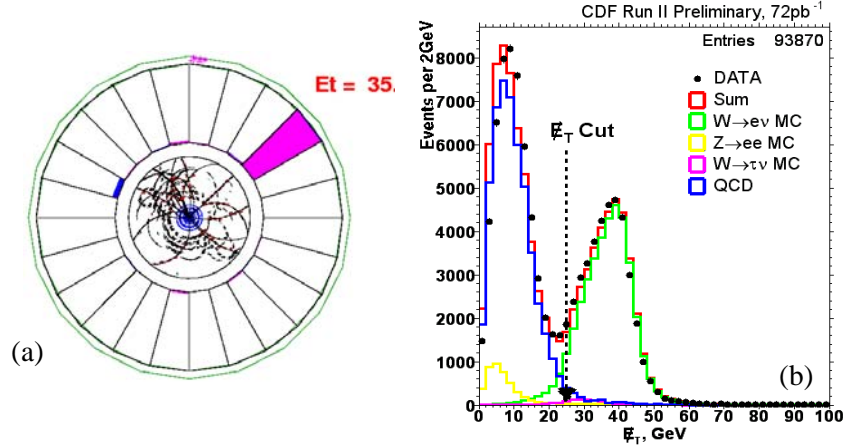 (a)
Et = 35.
CDF Run II Preliminary, 72pb⁻¹
Entries 93870
DATA
Sum
W→eν MC
Z→ee MC
W→τν MC
QCD
E̸_T Cut
Events per 2GeV
8000
7000
6000
5000
4000
3000
2000
1000
0
0 10 20 30 40 50 60 70 80 90 100
E̸_T, GeV
(b)